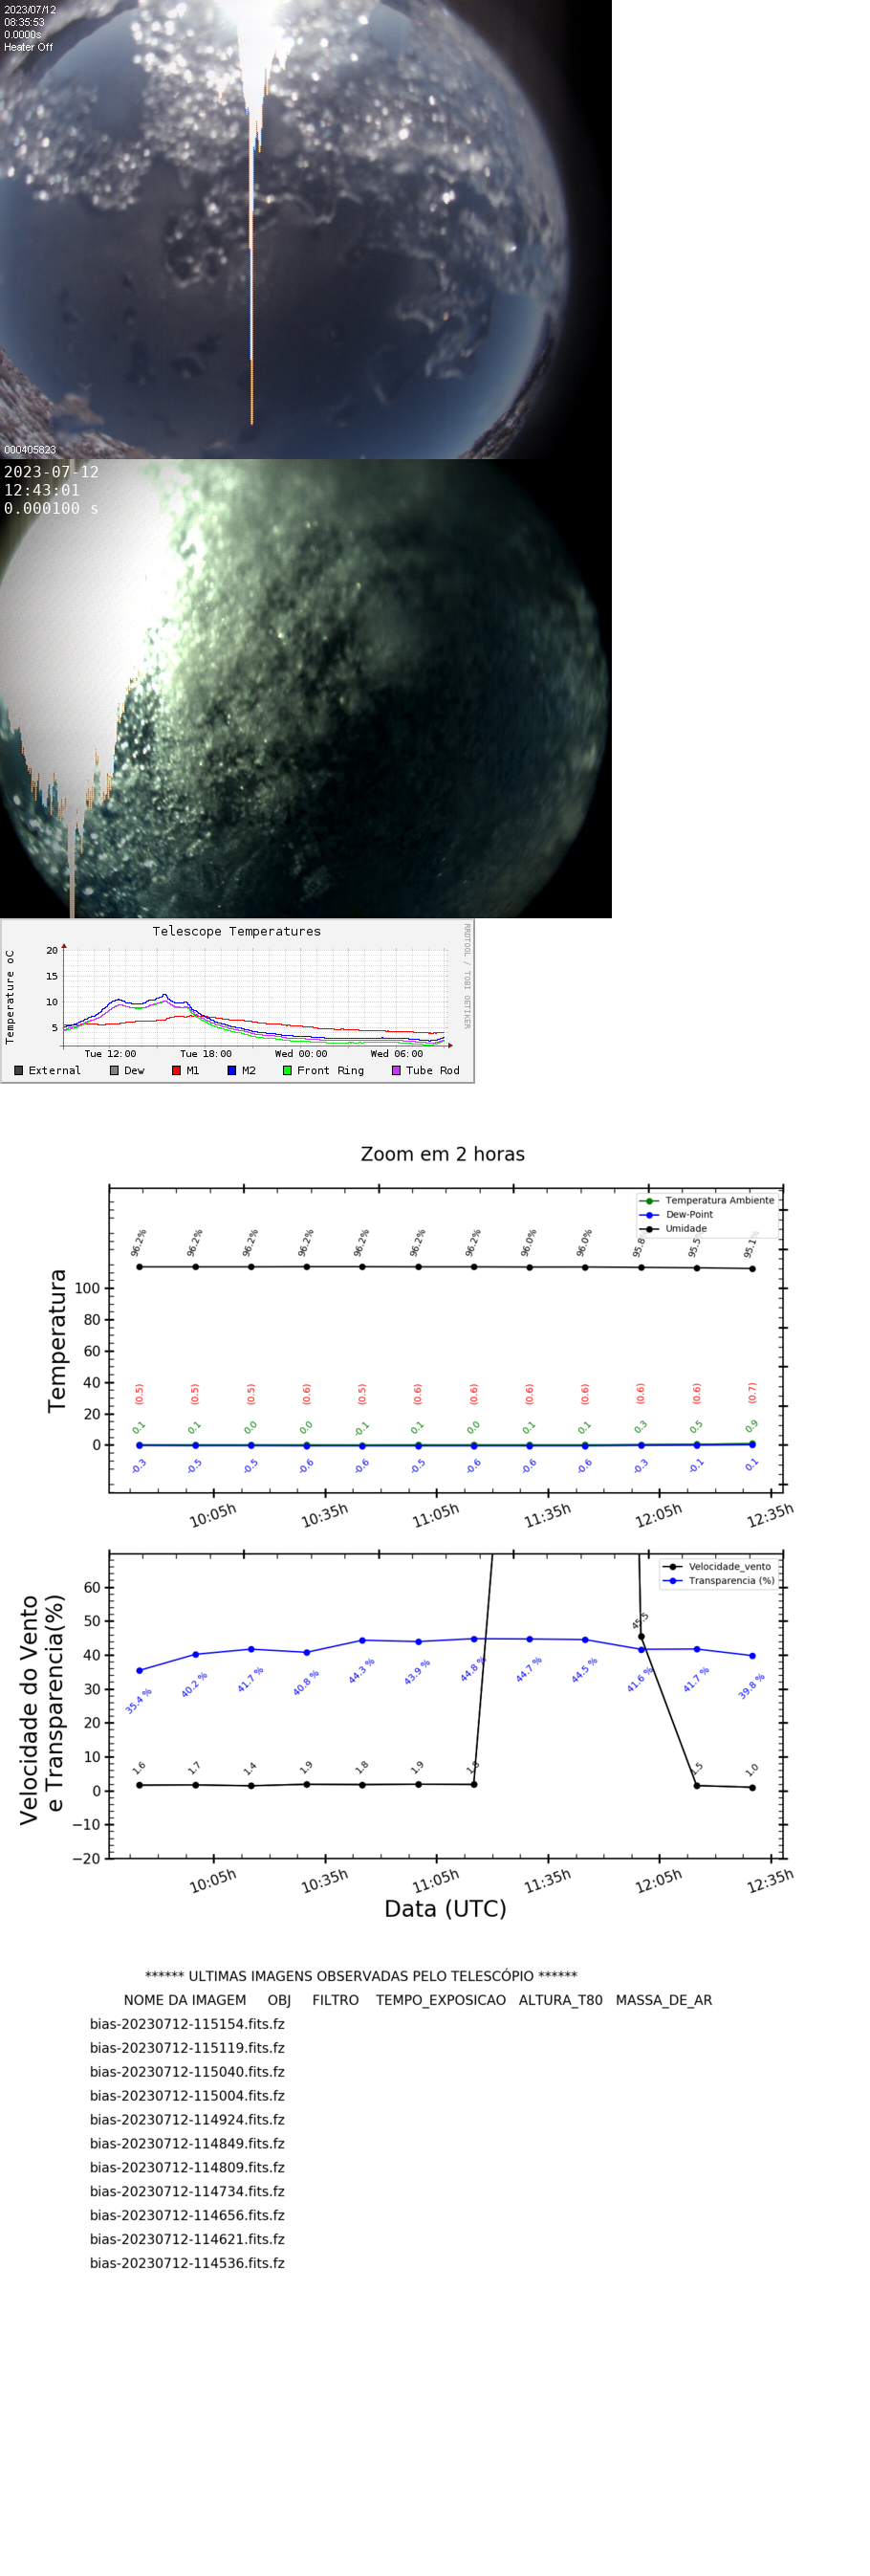 2023/07/12
08:35:53
0.0000s
Heater Off
000405823
2023-07-12
12:43:01
0.000100 s
Telescope Temperatures
RRDTOOL / TOBI OETIKER
Temperature oC
20
15
10
5
Tue 12:00 Tue 18:00 Wed 00:00 Wed 06:00
External Dew M1 M2 Front Ring Tube Rod
Zoom em 2 horas
Temperatura Ambiente
Dew-Point
Umidade
96.2% 96.2% 96.2% 96.2% 96.2% 96.2% 96.2% 96.0% 96.0% 95.8 95.5 95.1%
Temperatura
100
80
60
40
20
0
(0.5) (0.5) (0.5) (0.6) (0.5) (0.6) (0.6) (0.6) (0.6) (0.6) (0.6) (0.7)
0.1 0.1 0.0 0.0 -0.1 0.1 0.0 0.1 0.1 0.3 0.5 0.9
-0.3 -0.5 -0.5 -0.6 -0.6 -0.5 -0.6 -0.6 -0.6 -0.3 -0.1 0.1
10:05h 10:35h 11:05h 11:35h 12:05h 12:35h
Velocidade_vento
Transparencia (%)
Velocidade do Vento
e Transparencia(%)
60
50
40
30
20
10
0
−10
−20
45.5
35.4 % 40.2 % 41.7 % 40.8 % 44.3 % 43.9 % 44.8 % 44.7 % 44.5 % 41.6 % 41.7 % 39.8 %
1.6 1.7 1.4 1.9 1.8 1.9 1.5 1.0
10:05h 10:35h 11:05h 11:35h 12:05h 12:35h
Data (UTC)
****** ULTIMAS IMAGENS OBSERVADAS PELO TELESCÓPIO ******
NOME DA IMAGEM OBJ FILTRO TEMPO_EXPOSICAO ALTURA_T80 MASSA_DE_AR
bias-20230712-115154.fits.fz
bias-20230712-115119.fits.fz
bias-20230712-115040.fits.fz
bias-20230712-115004.fits.fz
bias-20230712-114924.fits.fz
bias-20230712-114849.fits.fz
bias-20230712-114809.fits.fz
bias-20230712-114734.fits.fz
bias-20230712-114656.fits.fz
bias-20230712-114621.fits.fz
bias-20230712-114536.fits.fz